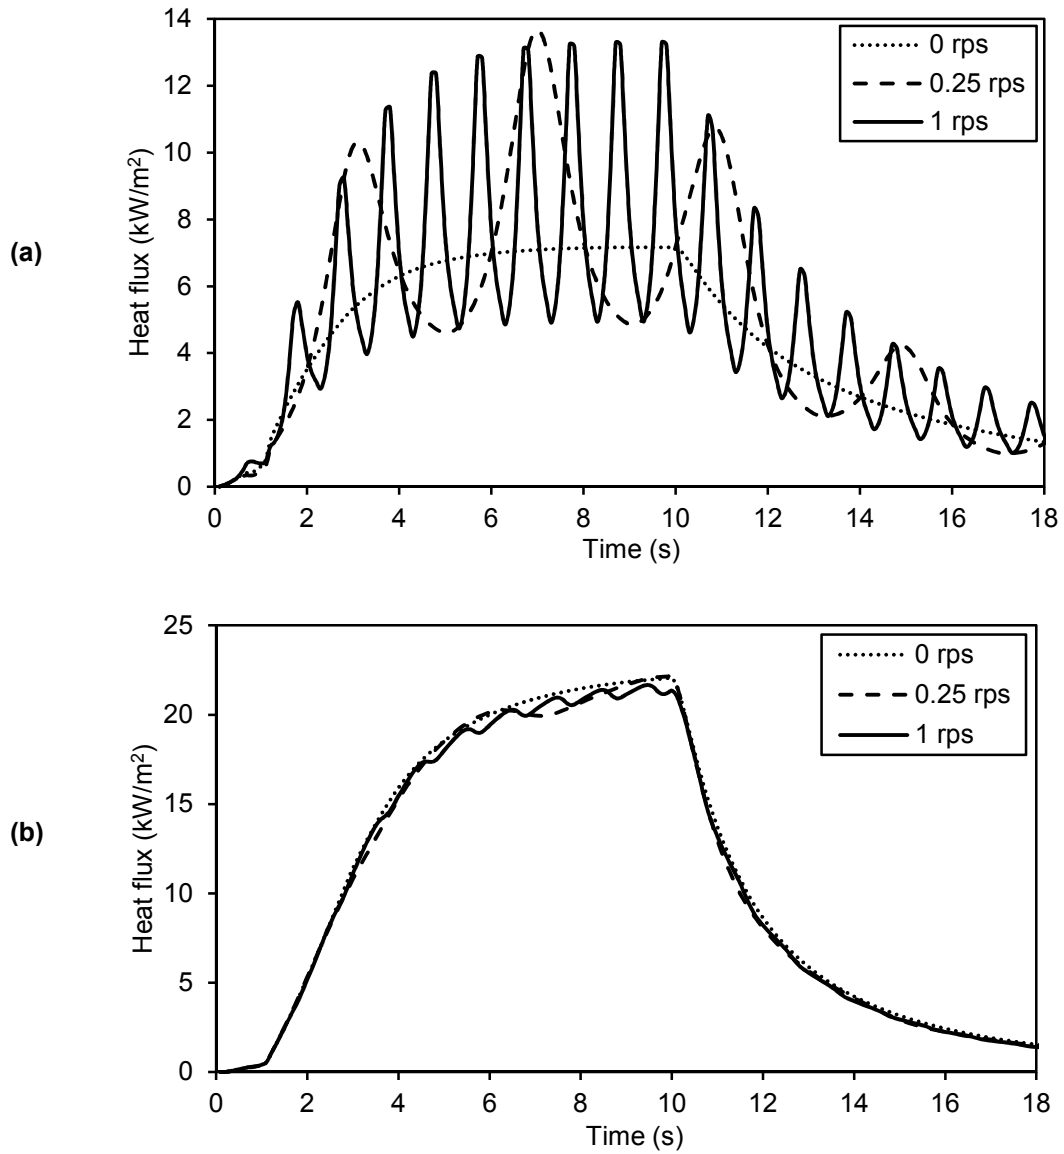 (a)
Heat flux (kW/m²)
14
12
10
8
6
4
2
0
0 rps
0.25 rps
1 rps
0 2 4 6 8 10 12 14 16 18
Time (s)
(b)
Heat flux (kW/m²)
25
20
15
10
5
0
0 rps
0.25 rps
1 rps
0 2 4 6 8 10 12 14 16 18
Time (s)